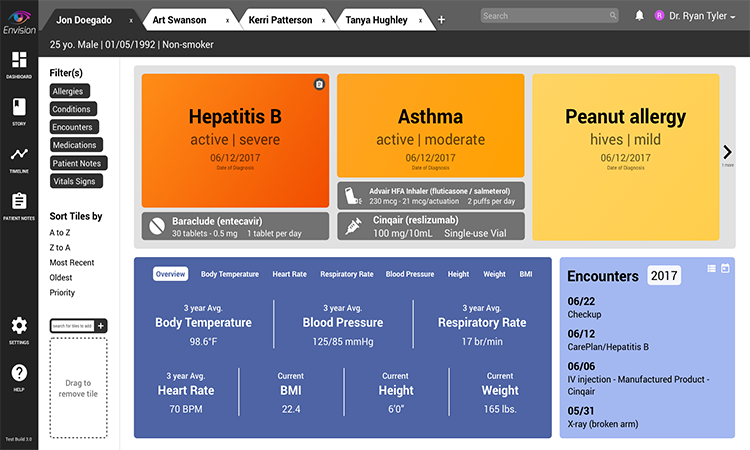 Envision
Jon Doegado x
Art Swanson x
Kerri Patterson x
Tanya Hughley x
+
Search
R
Dr. Ryan Tyler
25 yo. Male | 01/05/1992 | Non-smoker
DASHBOARD
STORY
TIMELINE
PATIENT NOTES
SETTINGS
HELP
Test Build 3.0
Filter(s)
Allergies
Conditions
Encounters
Medications
Patient Notes
Vitals Signs
Sort Tiles by
A to Z
Z to A
Most Recent
Oldest
Priority
search for tiles to add +
Drag to
remove tile
Hepatitis B
active | severe
06/12/2017
Date of Diagnosis
Baraclude (entecavir)
30 tablets - 0.5 mg 1 tablet per day
Asthma
active | moderate
06/12/2017
Date of Diagnosis
Advair HFA Inhaler (fluticasone / salmeterol)
230 mcg - 21 mcg/actuation 2 puffs per day
Cinqair (reslizumab)
100 mg/10mL Single-use Vial
Peanut allergy
hives | mild
06/12/2017
Date of Diagnosis
1 more
Overview Body Temperature Heart Rate Respiratory Rate Blood Pressure Height Weight BMI
3 year Avg.
Body Temperature
98.6°F
3 year Avg.
Blood Pressure
125/85 mmHg
3 year Avg.
Respiratory Rate
17 br/min
3 year Avg.
Heart Rate
70 BPM
Current
BMI
22.4
Current
Height
6'0"
Current
Weight
165 lbs.
Encounters 2017
06/22
Checkup
06/12
CarePlan/Hepatitis B
06/06
IV injection - Manufactured Product -
Cinqair
05/31
X-ray (broken arm)